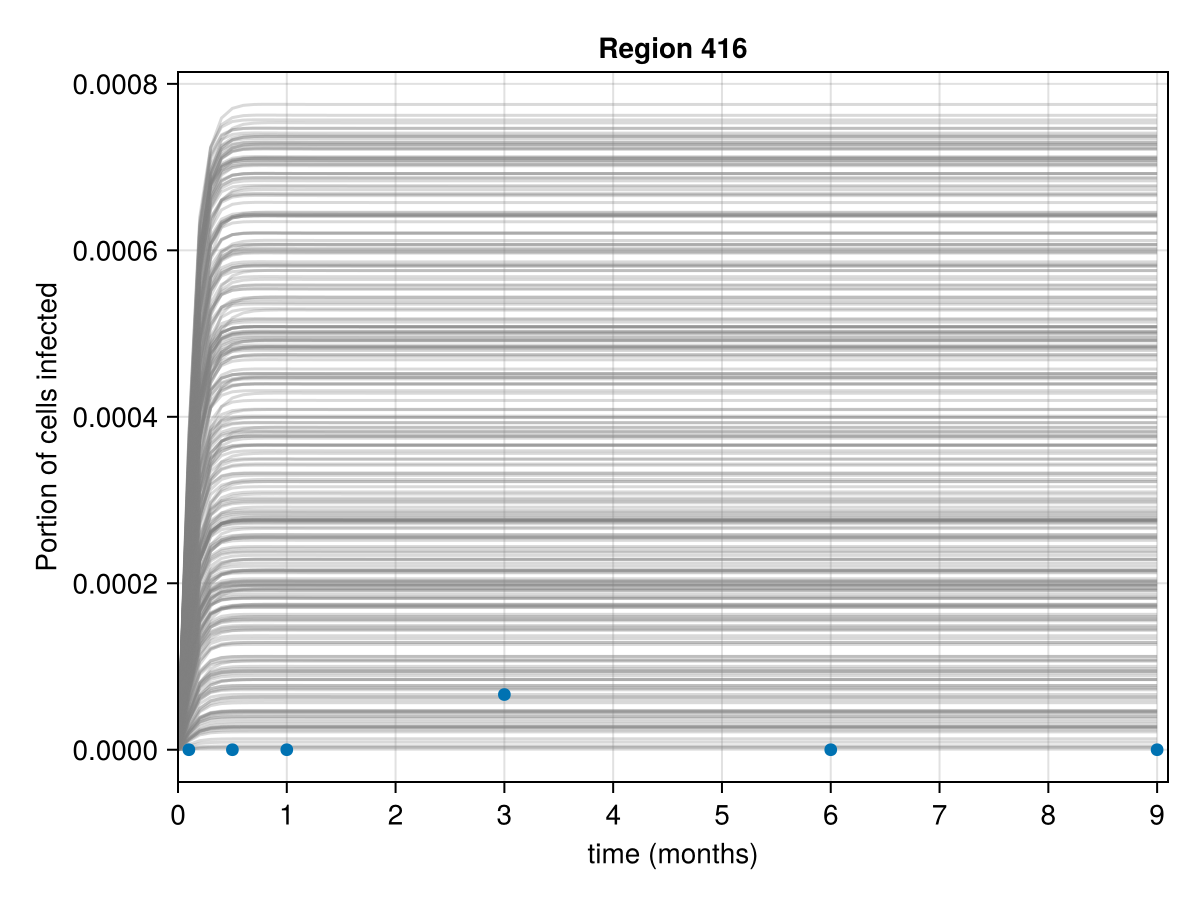 Region 416
0.0008
0.0006
0.0004
0.0002
0.0000
Portion of cells infected
0 1 2 3 4 5 6 7 8 9
time (months)